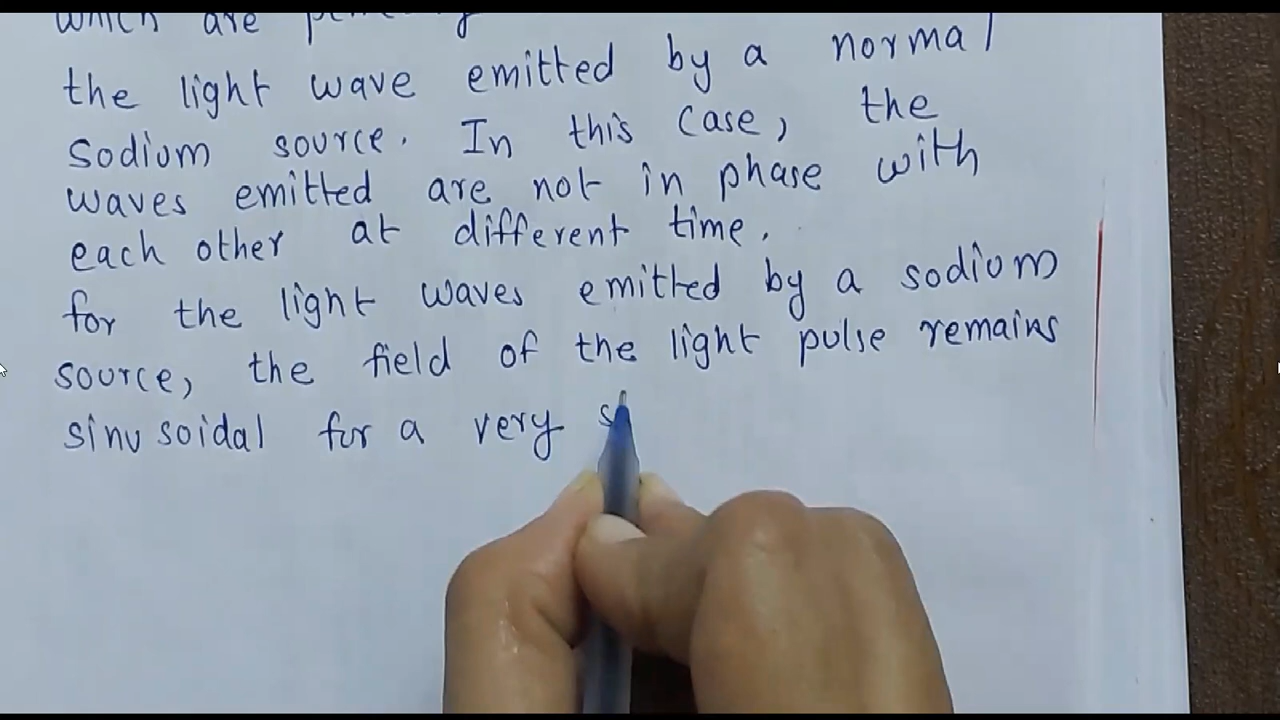 which are
the light wave emitted by a normal
sodium source. In this case, the
waves emitted are not in phase with
each other at different time.
for the light waves emitted by a sodium
source, the field of the light pulse remains
sinusoidal for a very s